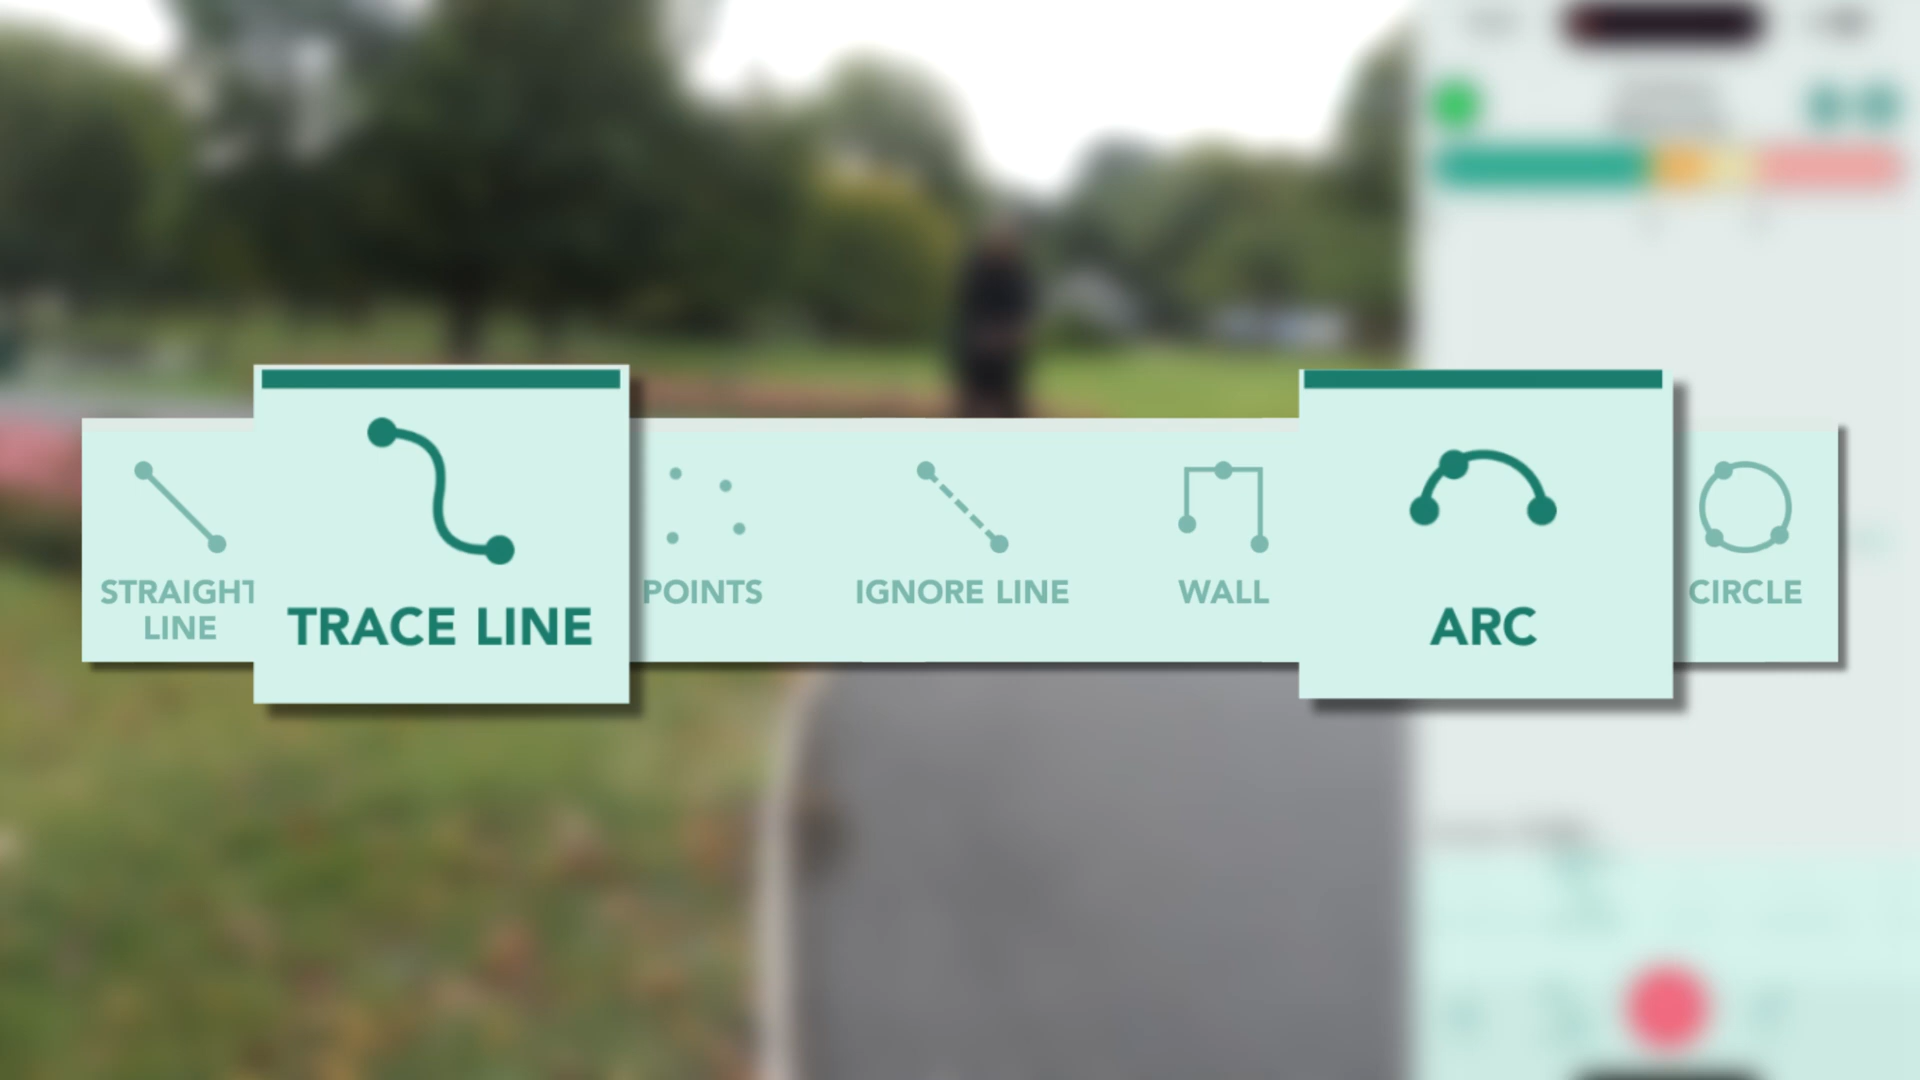 STRAIGHT
LINE
TRACE LINE
POINTS
IGNORE LINE
WALL
ARC
CIRCLE